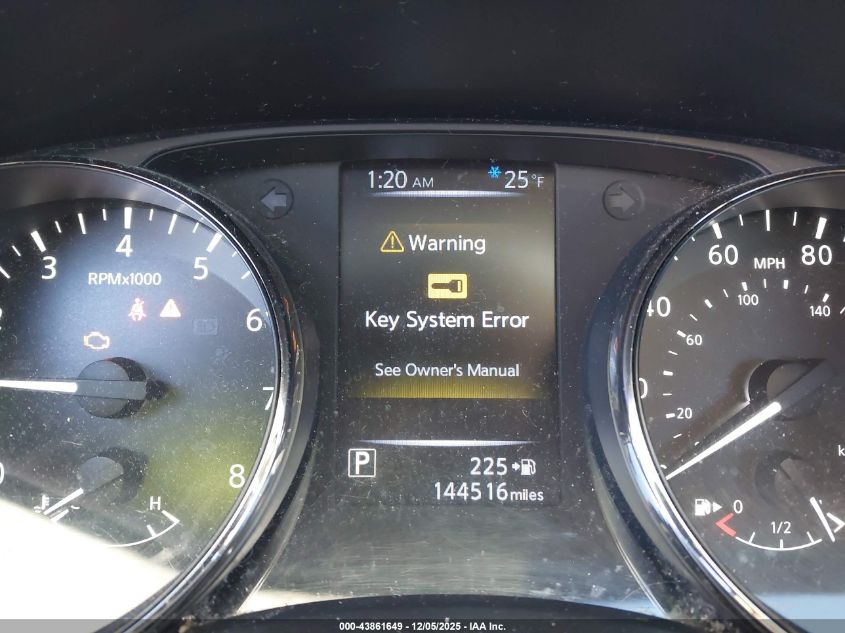 1:20 AM 25°F
Warning
Key System Error
See Owner's Manual
P 225
144516 miles
3 4 5 6 7 8
RPMx1000
H
60 80
MPH
40
100
140
60
20
0 1/2
000-43861649 - 12/05/2025 - IAA Inc.